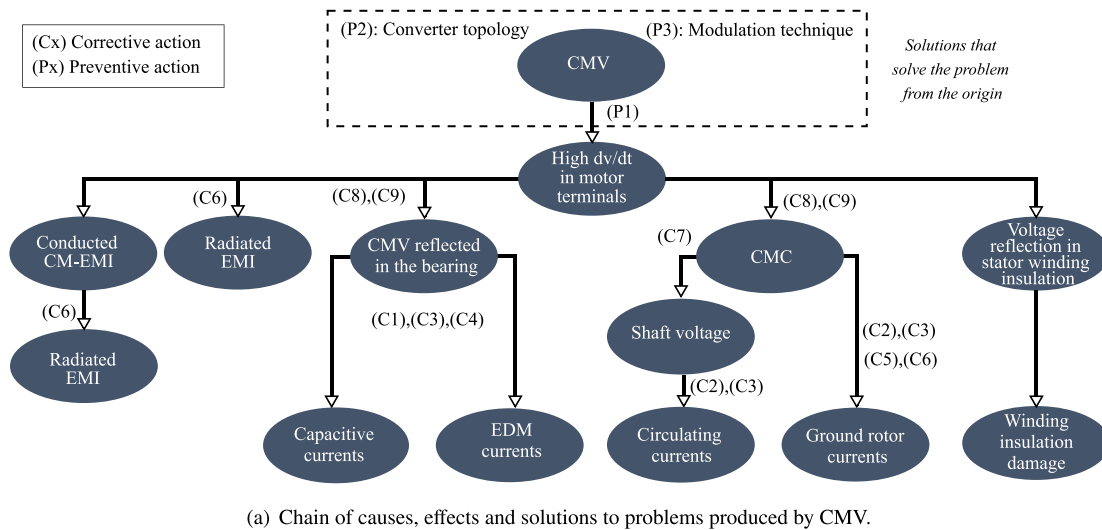 (Cx) Corrective action
(Px) Preventive action
(P2): Converter topology
(P3): Modulation technique
CMV
Solutions that
solve the problem
from the origin
(P1)
High dv/dt
in motor
terminals
(C6)
(C8),(C9)
(C8),(C9)
Conducted
CM-EMI
Radiated
EMI
CMV reflected
in the bearing
(C7)
CMC
Voltage
reflection in
stator winding
insulation
(C6)
(C1),(C3),(C4)
Shaft voltage
(C2),(C3)
(C5),(C6)
Radiated
EMI
(C2),(C3)
Capacitive
currents
EDM
currents
Circulating
currents
Ground rotor
currents
Winding
insulation
damage
(a) Chain of causes, effects and solutions to problems produced by CMV.